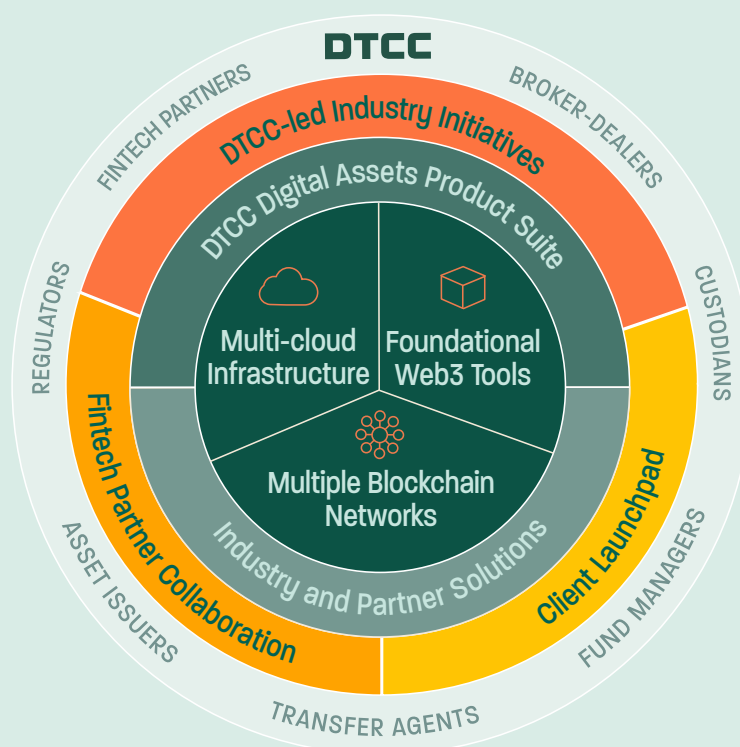 DTCC
FINTECH PARTNERS
BROKER-DEALERS
REGULATORS
CUSTODIANS
ASSET ISSUERS
FUND MANAGERS
TRANSFER AGENTS
DTCC-led Industry Initiatives
Fintech Partner Collaboration
Client Launchpad
DTCC Digital Assets Product Suite
Industry and Partner Solutions
Multi-cloud
Infrastructure
Foundational
Web3 Tools
Multiple Blockchain
Networks